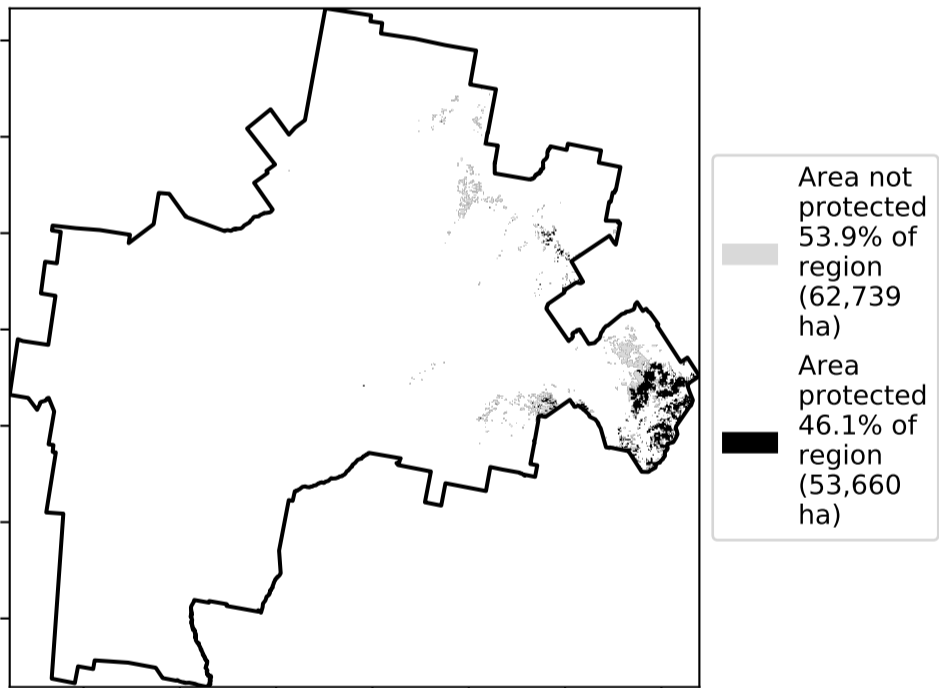 Area not
protected
53.9% of
region
(62,739
ha)
Area
protected
46.1% of
region
(53,660
ha)